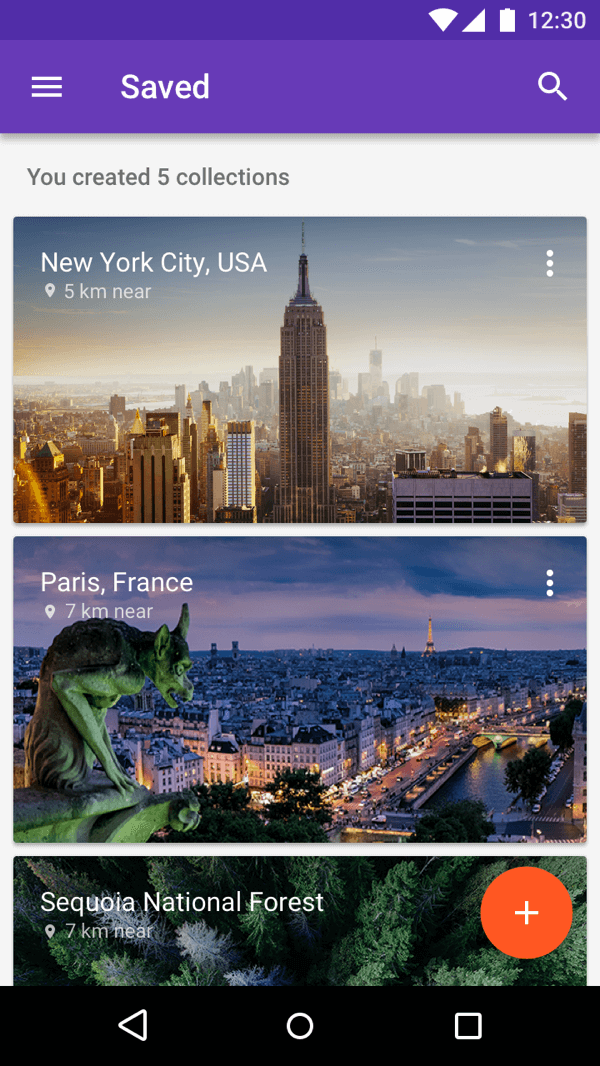 12:30
Saved
You created 5 collections
New York City, USA
5 km near
Paris, France
7 km near
Sequoia National Forest
7 km near